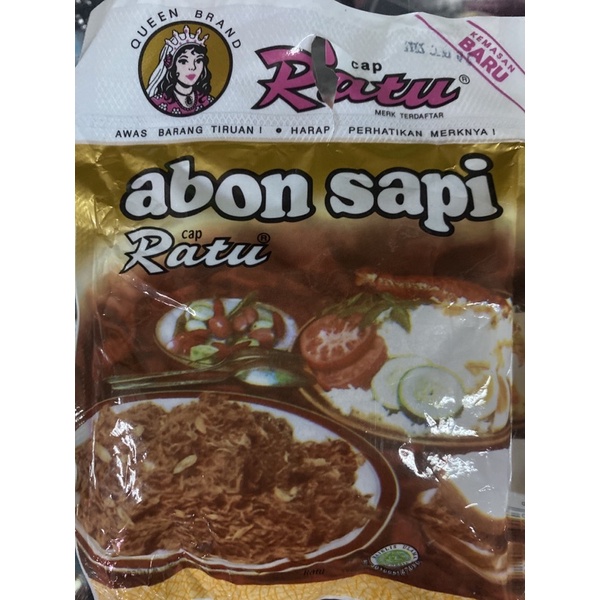 QUEEN BRAND
cap
Ratu®
MERK TERDAFTAR
KEMASAN
BARU
AWAS BARANG TIRUAN! ● HARAP PERHATIKAN MERKNYA!
abon sapi
cap
Ratu®